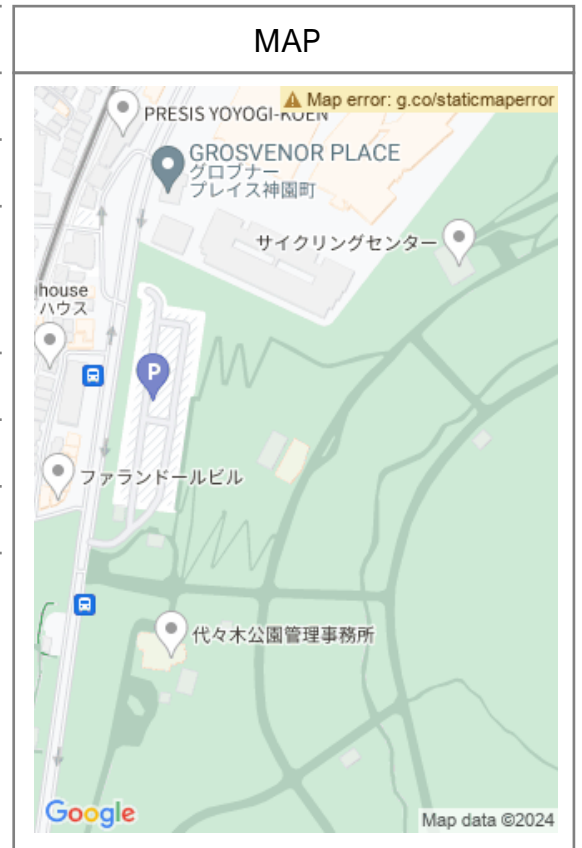 MAP
Map error: g.co/staticmaperror
PRESIS YOYOGI-KOEN
GROSVENOR PLACE
グロブナー
プレイス神園町
サイクリングセンター
house
ハウス
P
ファランドールビル
代々木公園管理事務所
Google
Map data ©2024